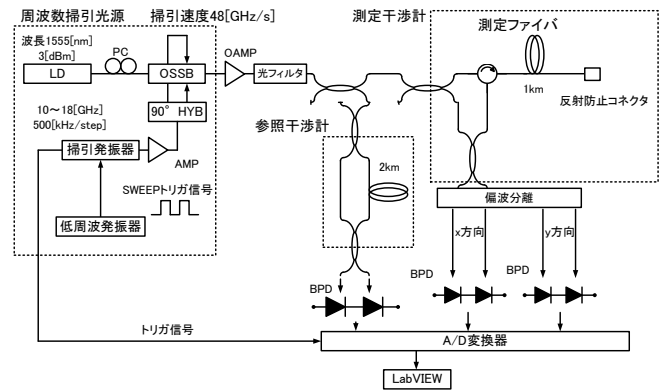 周波数掃引光源
掃引速度48[GHz/s]
測定干渉計
波長1555[nm]
3[dBm]
PC
LD
OSSB
OAMP
光フィルタ
測定ファイバ
1km
反射防止コネクタ
10～18[GHz]
500[kHz/step]
90° HYB
掃引発振器
AMP
参照干渉計
2km
SWEEPトリガ信号
低周波発振器
偏波分離
x方向
y方向
BPD
BPD
BPD
トリガ信号
A/D変換器
LabVIEW